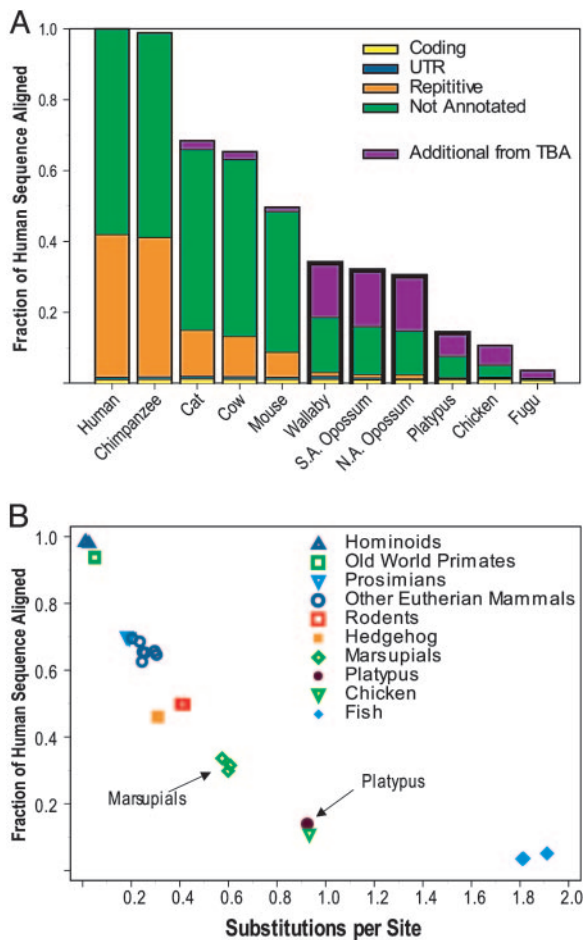 A
Fraction of Human Sequence Aligned
1.0
0.8
0.6
0.4
0.2
Coding
UTR
Repititive
Not Annotated
Additional from TBA
Human
Chimpanzee
Cat
Cow
Mouse
Wallaby
S.A. Opossum
N.A. Opossum
Platypus
Chicken
Fugu
B
Fraction of Human Sequence Aligned
1.0
0.8
0.6
0.4
0.2
Hominoids
Old World Primates
Prosimians
Other Eutherian Mammals
Rodents
Hedgehog
Marsupials
Platypus
Chicken
Fish
Marsupials
Platypus
0.2 0.4 0.6 0.8 1.0 1.2 1.4 1.6 1.8 2.0
Substitutions per Site